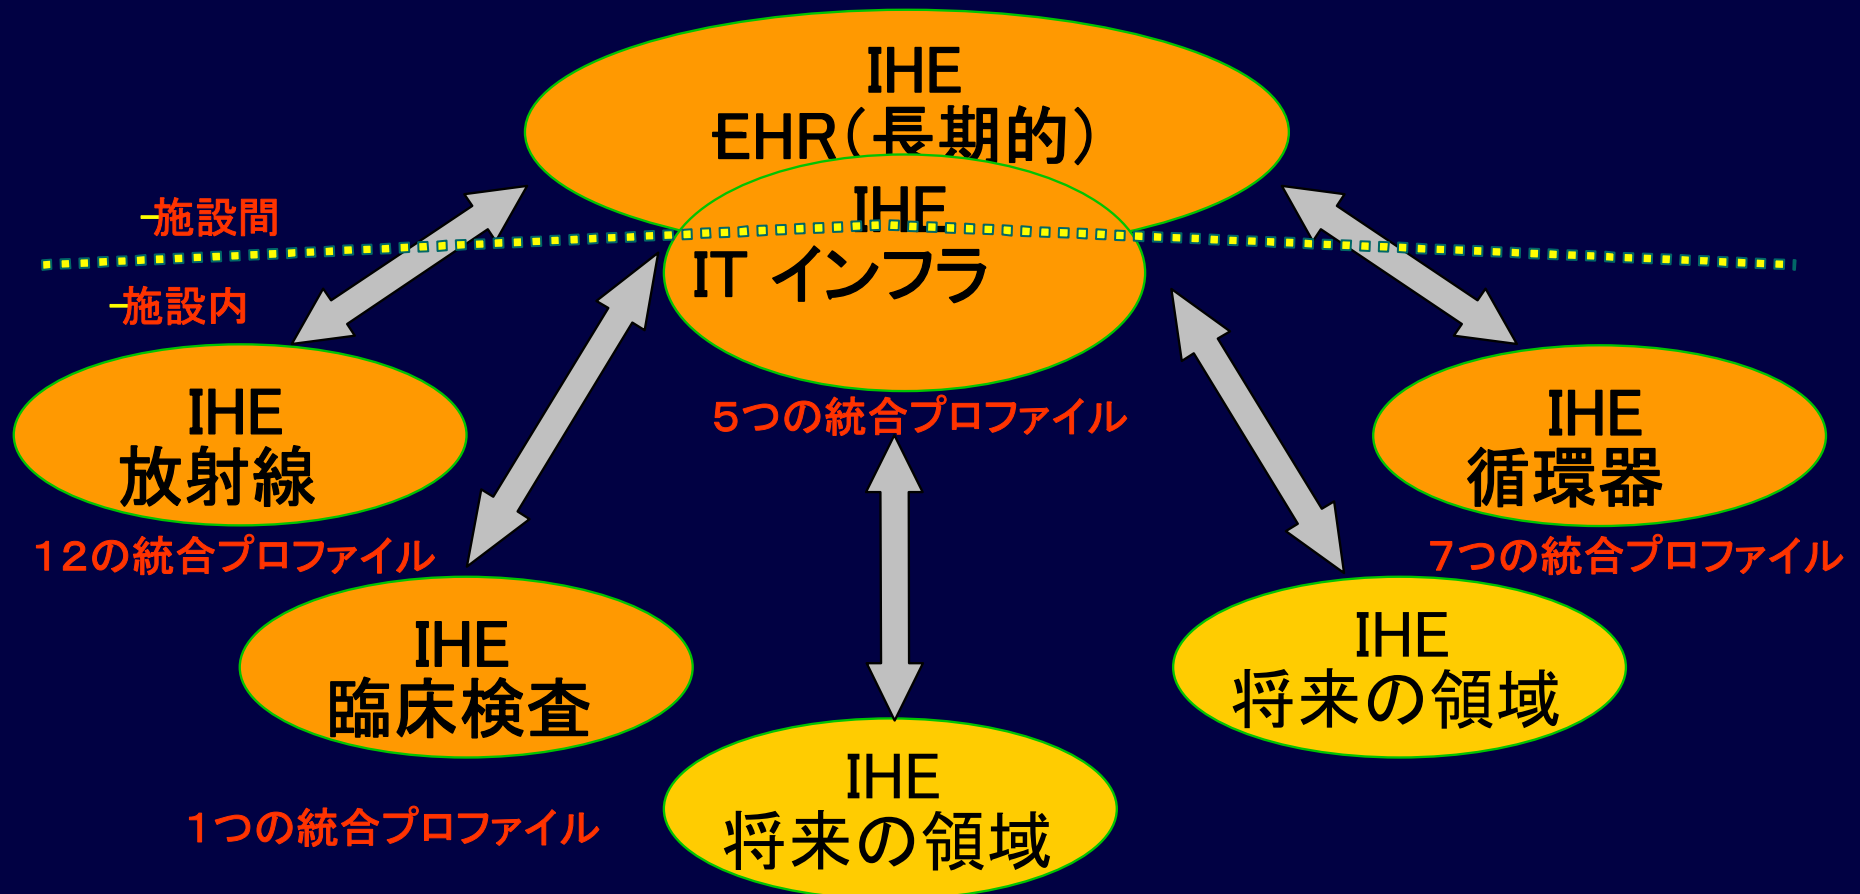 IHE
EHR（長期的）
IHE
IT インフラ
–施設間
–施設内
5つの統合プロファイル
IHE
放射線
12の統合プロファイル
IHE
循環器
7つの統合プロファイル
IHE
臨床検査
1つの統合プロファイル
IHE
将来の領域
IHE
将来の領域